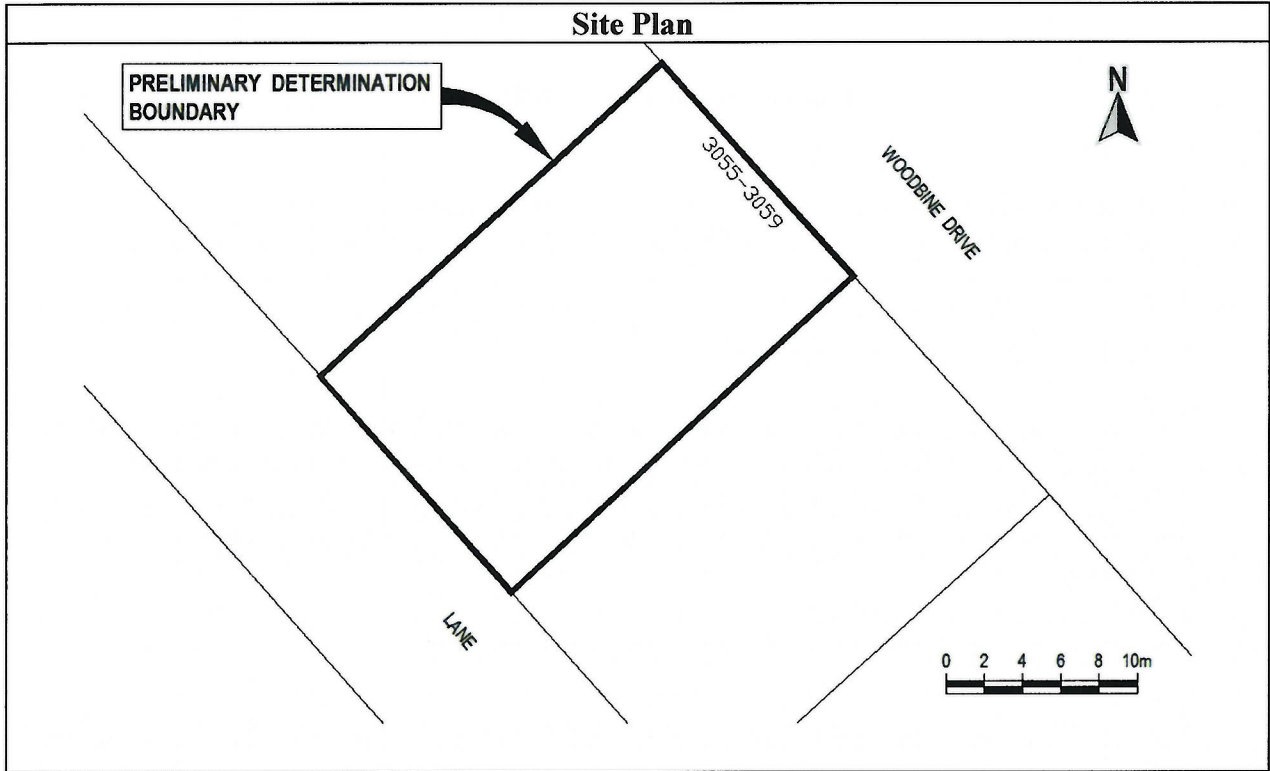 Site Plan
PRELIMINARY DETERMINATION
BOUNDARY
N
3055-3059
WOODBINE DRIVE
LANE
0 2 4 6 8 10m